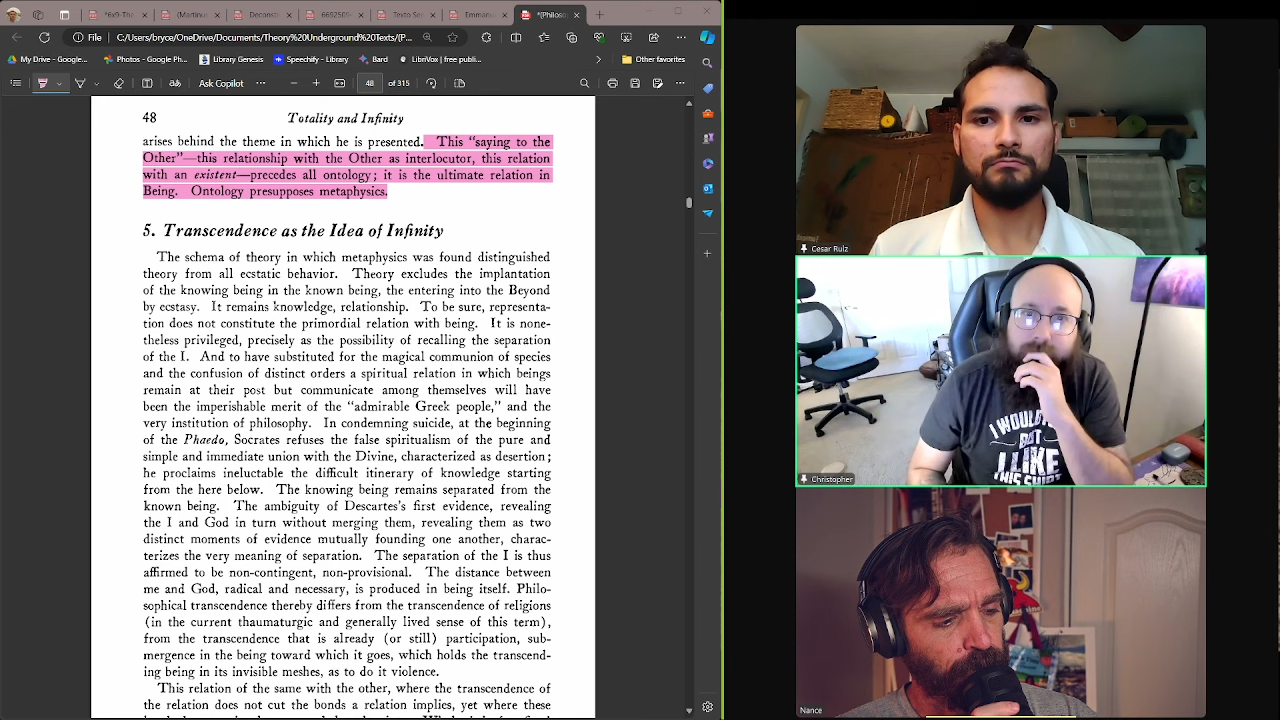 *6x9-The
(Martinus
Deconstr
6692509
Texto Se
Emmanu
*(Philoso
File
C:/Users/bryce/OneDrive/Documents/Theory%20Underground%20Texts/(P...
My Drive - Google...
Photos - Google Ph...
Library Genesis
Speechify - Library
Bard
LibriVox | free publi...
Other favorites
Ask Copilot
48 of 315
48 Totality and Infinity
arises behind the theme in which he is presented. This "saying to the
Other"—this relationship with the Other as interlocutor, this relation
with an existent—precedes all ontology; it is the ultimate relation in
Being. Ontology presupposes metaphysics.
5. Transcendence as the Idea of Infinity
The schema of theory in which metaphysics was found distinguished
theory from all ecstatic behavior. Theory excludes the implantation
of the knowing being in the known being, the entering into the Beyond
by ecstasy. It remains knowledge, relationship. To be sure, representa-
tion does not constitute the primordial relation with being. It is none-
theless privileged, precisely as the possibility of recalling the separation
of the I. And to have substituted for the magical communion of species
and the confusion of distinct orders a spiritual relation in which beings
remain at their post but communicate among themselves will have
been the imperishable merit of the "admirable Greek people," and the
very institution of philosophy. In condemning suicide, at the beginning
of the Phaedo, Socrates refuses the false spiritualism of the pure and
simple and immediate union with the Divine, characterized as desertion;
he proclaims ineluctable the difficult itinerary of knowledge starting
from the here below. The knowing being remains separated from the
known being. The ambiguity of Descartes's first evidence, revealing
the I and God in turn without merging them, revealing them as two
distinct moments of evidence mutually founding one another, charac-
terizes the very meaning of separation. The separation of the I is thus
affirmed to be non-contingent, non-provisional. The distance between
me and God, radical and necessary, is produced in being itself. Philo-
sophical transcendence thereby differs from the transcendence of religions
(in the current thaumaturgic and generally lived sense of this term),
from the transcendence that is already (or still) participation, sub-
mergence in the being toward which it goes, which holds the transcend-
ing being in its invisible meshes, as to do it violence.
This relation of the same with the other, where the transcendence of
the relation does not cut the bonds a relation implies, yet where these
Cesar Ruiz
I WOULD
BUT
I LIKE
THIS SHIRT
Christopher
Nance